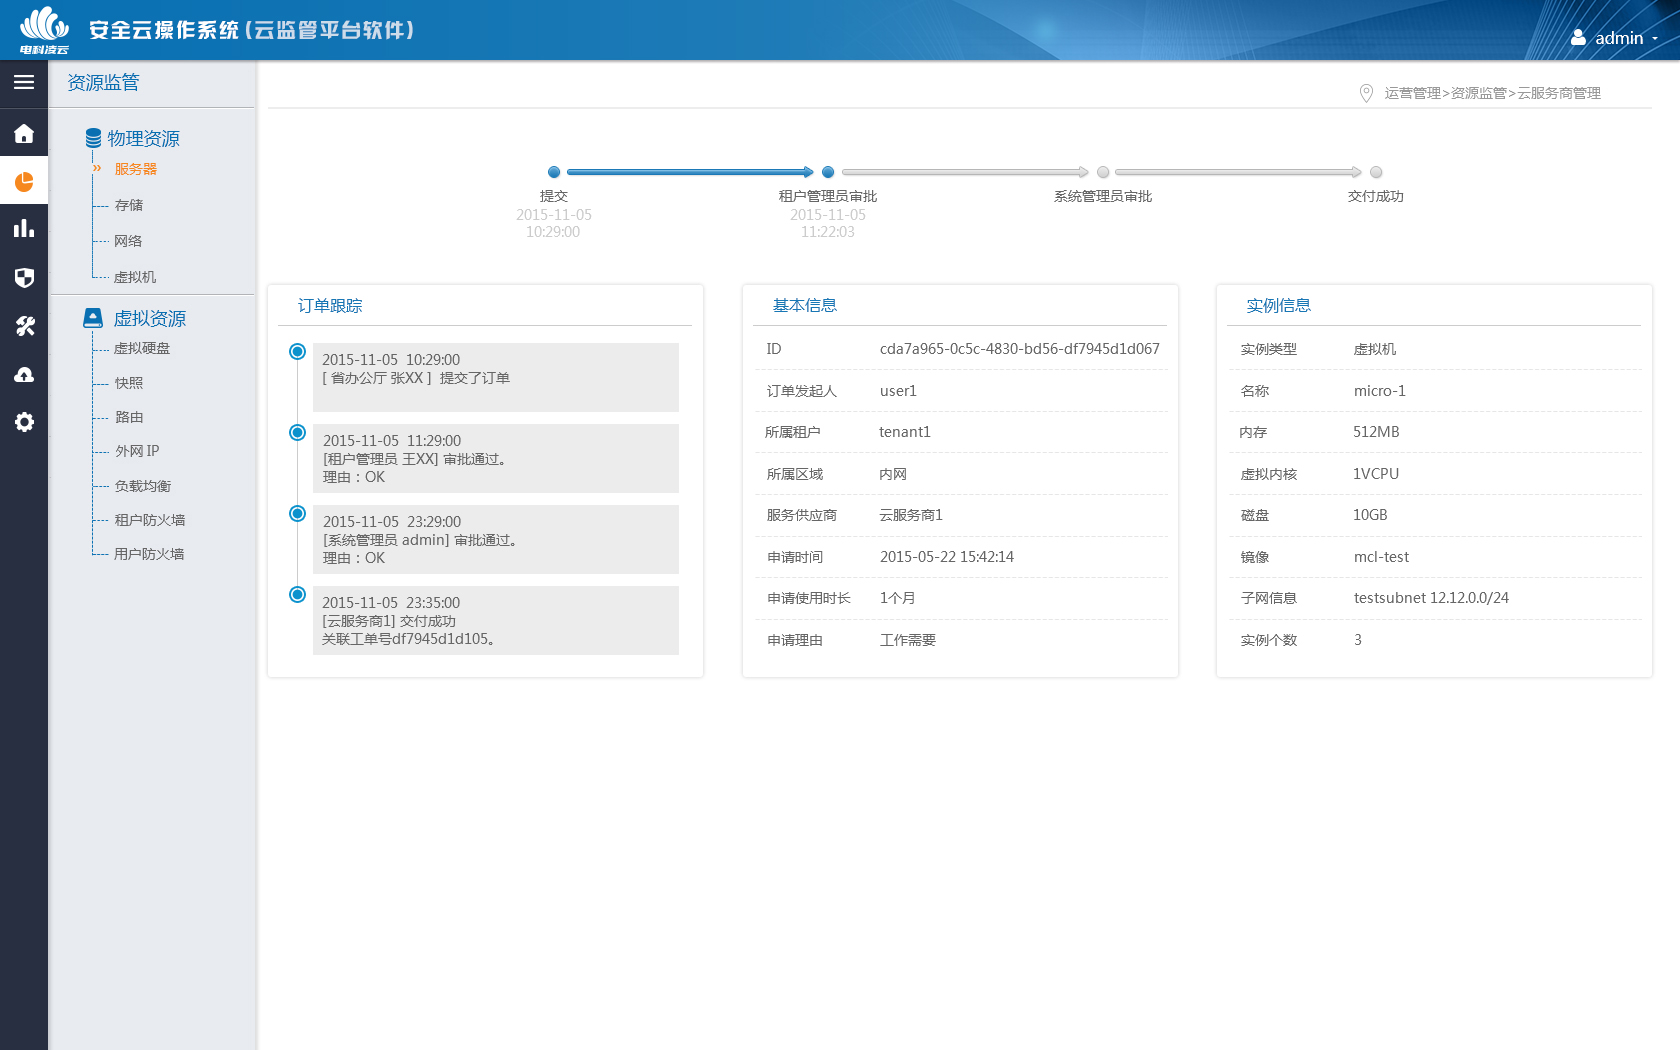 电科凌云
安全云操作系统(云监管平台软件)
admin
资源监管
运营管理>资源监管>云服务商管理
物理资源
服务器
存储
网络
虚拟机
虚拟资源
虚拟硬盘
快照
路由
外网 IP
负载均衡
租户防火墙
用户防火墙
提交
2015-11-05
10:29:00
租户管理员审批
2015-11-05
11:22:03
系统管理员审批
交付成功
订单跟踪
2015-11-05 10:29:00
[ 省办公厅 张XX ] 提交了订单
2015-11-05 11:29:00
[租户管理员 王XX] 审批通过。
理由：OK
2015-11-05 23:29:00
[系统管理员 admin] 审批通过。
理由：OK
2015-11-05 23:35:00
[云服务商1] 交付成功
关联工单号df7945d1d105。
基本信息
ID cda7a965-0c5c-4830-bd56-df7945d1d067
订单发起人 user1
所属租户 tenant1
所属区域 内网
服务供应商 云服务商1
申请时间 2015-05-22 15:42:14
申请使用时长 1个月
申请理由 工作需要
实例信息
实例类型 虚拟机
名称 micro-1
内存 512MB
虚拟内核 1VCPU
磁盘 10GB
镜像 mcl-test
子网信息 testsubnet 12.12.0.0/24
实例个数 3